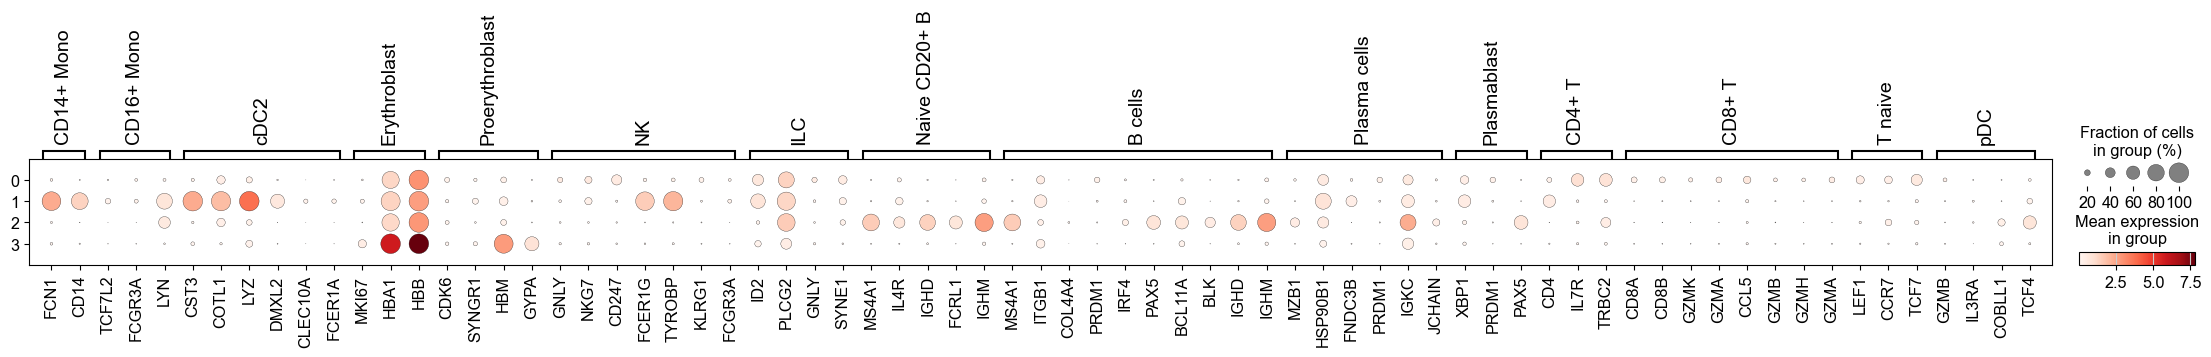 CD14+ Mono
CD16+ Mono
cDC2
Erythroblast
Proerythroblast
NK
ILC
Naive CD20+ B
B cells
Plasma cells
Plasmablast
CD4+ T
CD8+ T
T naive
pDC
0
1
2
3
FCN1
CD14
TCF7L2
FCGR3A
LYN
CST3
COTL1
LYZ
DMXL2
CLEC10A
FCER1A
MKI67
HBA1
HBB
CDK6
SYNGR1
HBM
GYPA
GNLY
NKG7
CD247
FCER1G
TYROBP
KLRG1
FCGR3A
ID2
PLCG2
GNLY
SYNE1
MS4A1
IL4R
IGHD
FCRL1
IGHM
MS4A1
ITGB1
COL4A4
PRDM1
IRF4
PAX5
BCL11A
BLK
IGHD
IGHM
MZB1
HSP90B1
FNDC3B
PRDM1
IGKC
JCHAIN
XBP1
PRDM1
PAX5
CD4
IL7R
TRBC2
CD8A
CD8B
GZMK
GZMA
CCL5
GZMB
GZMH
GZMA
LEF1
CCR7
TCF7
GZMB
IL3RA
COBLL1
TCF4
Fraction of cells
in group (%)
20 40 60 80 100
Mean expression
in group
2.5 5.0 7.5